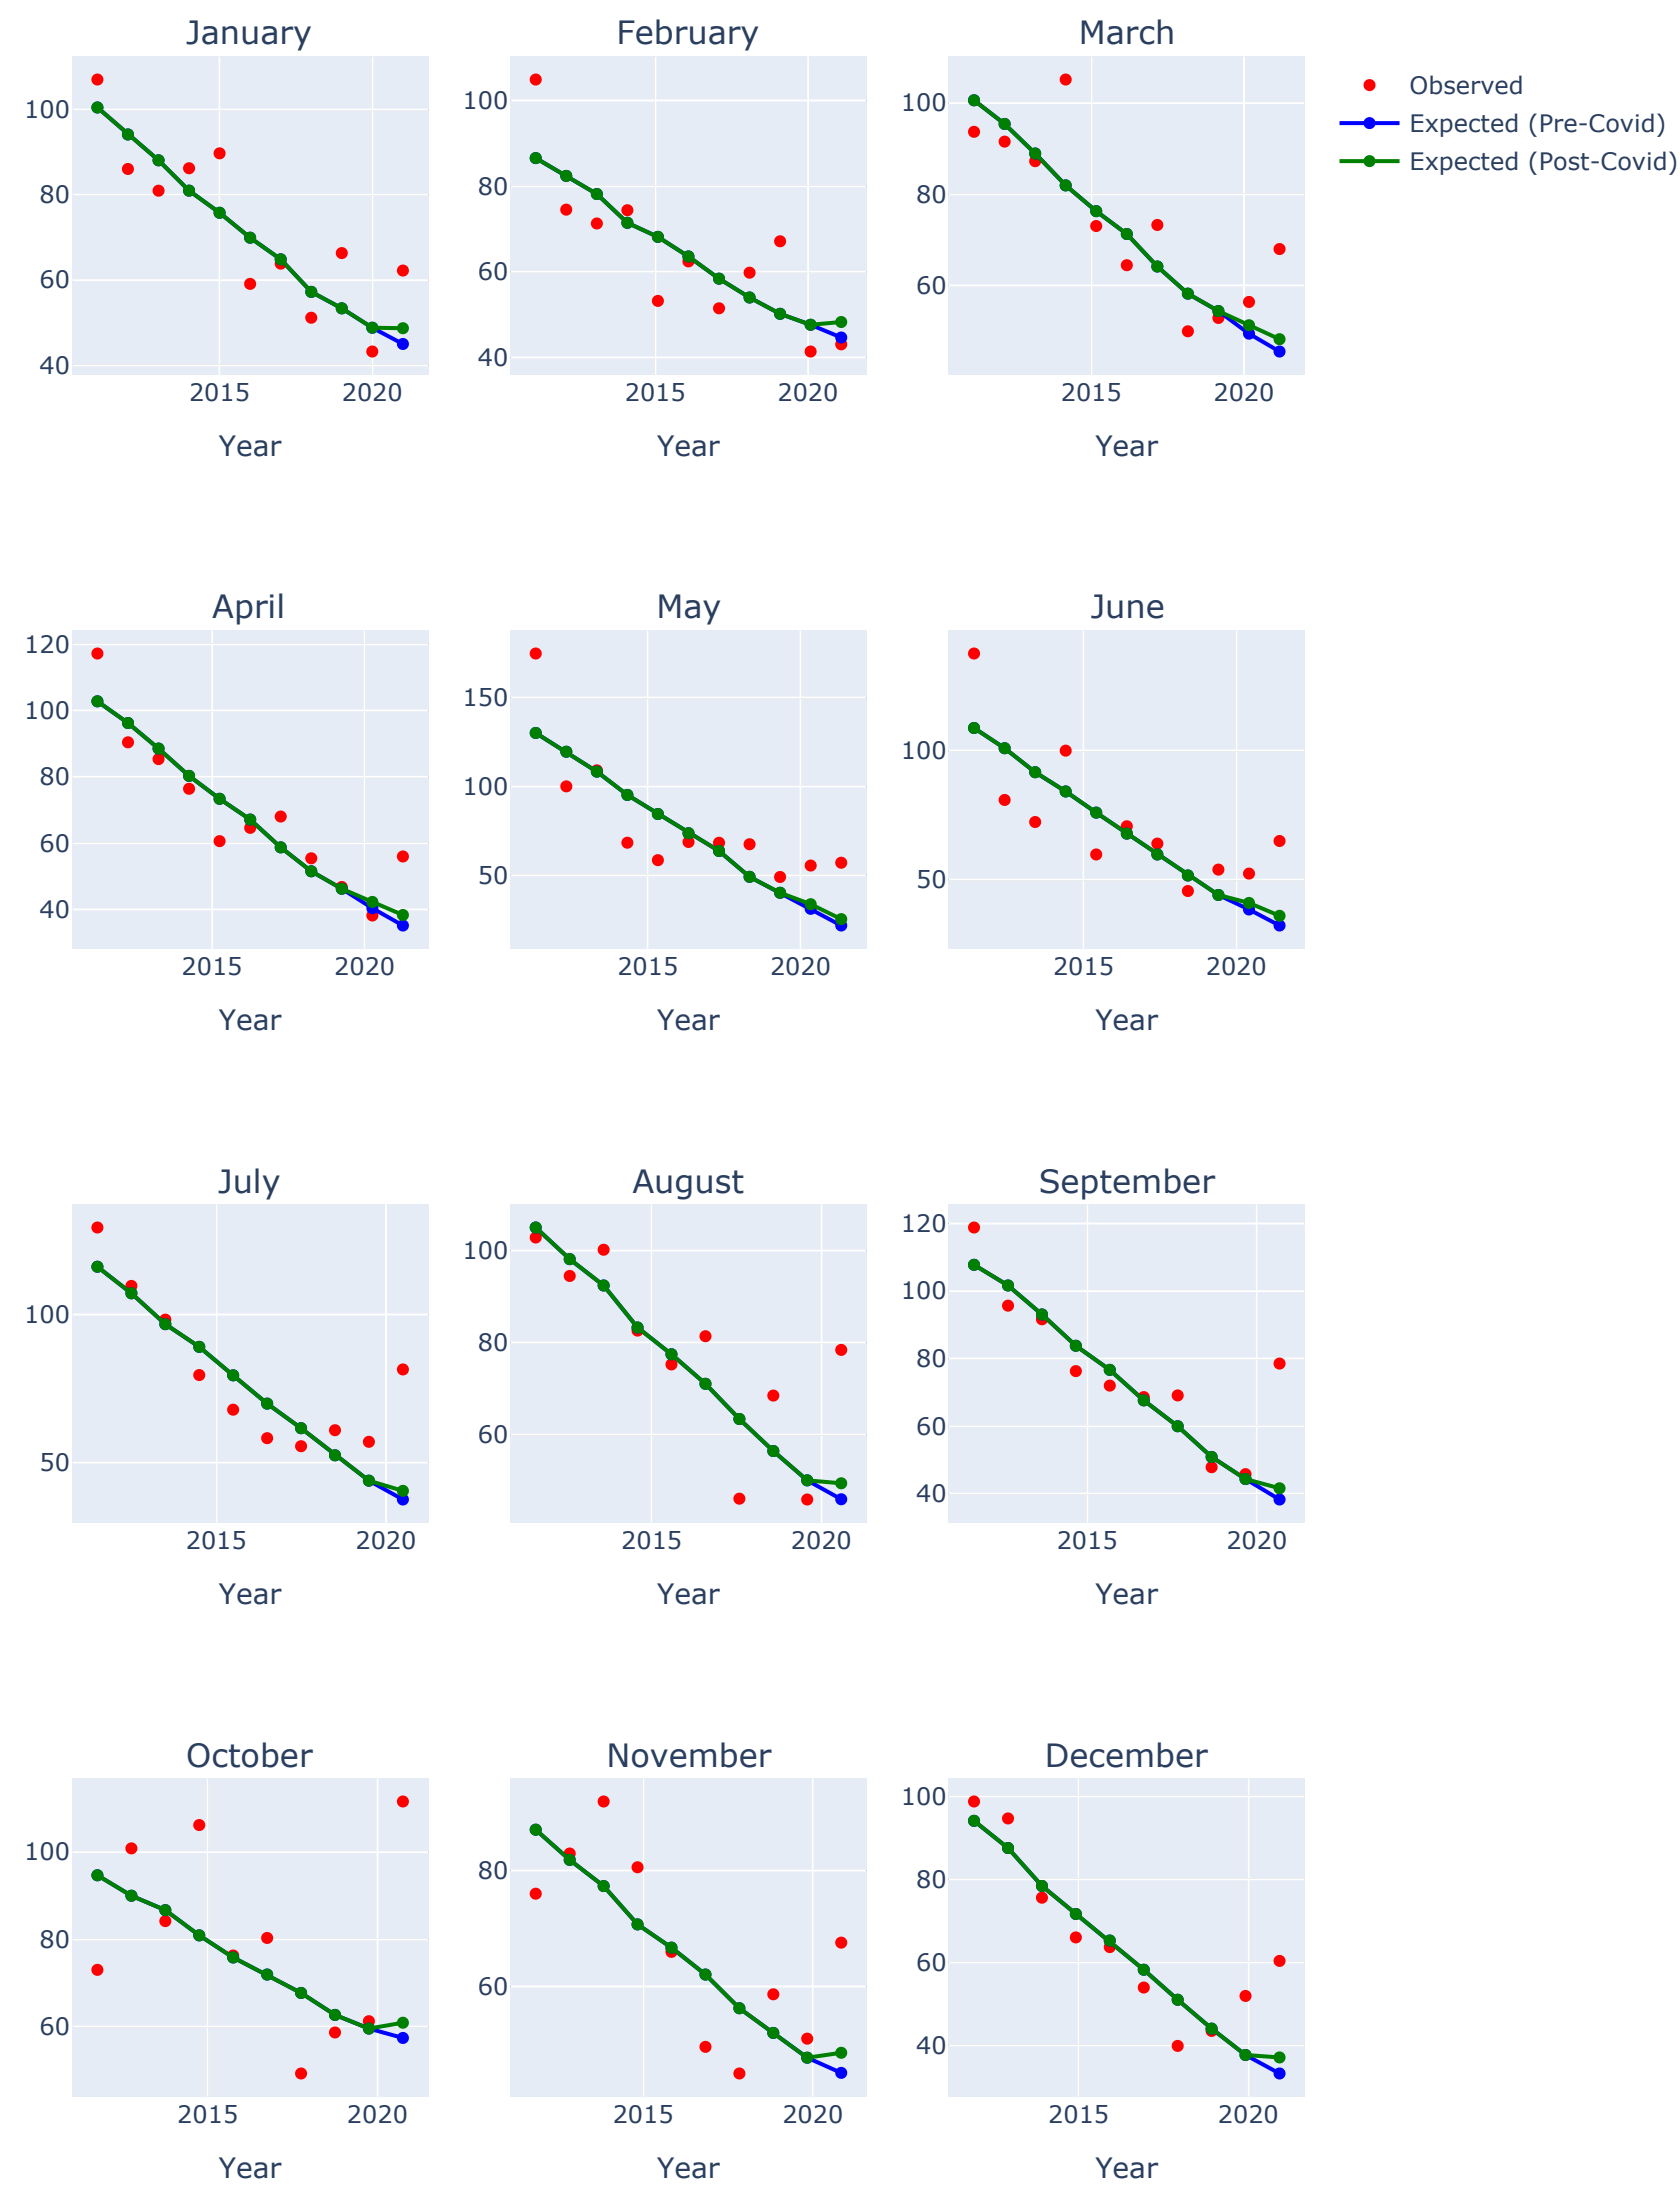 January
February
March
Observed
Expected (Pre-Covid)
Expected (Post-Covid)
100
80
60
40
100
80
60
40
100
80
60
2015
2020
2015
2020
2015
2020
Year
Year
Year
April
May
June
120
100
80
60
40
150
100
50
100
50
2015
2020
2015
2020
2015
2020
Year
Year
Year
July
August
September
100
50
100
80
60
120
100
80
60
40
2015
2020
2015
2020
2015
2020
Year
Year
Year
October
November
December
100
80
60
80
60
100
80
60
40
2015
2020
2015
2020
2015
2020
Year
Year
Year